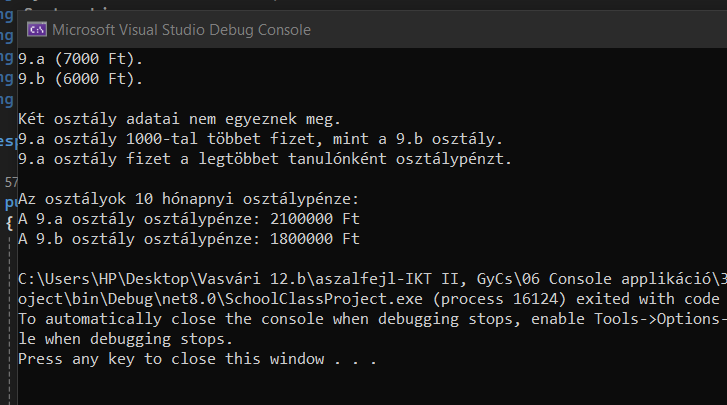 Microsoft Visual Studio Debug Console
9.a (7000 Ft).
9.b (6000 Ft).
Két osztály adatai nem egyeznek meg.
9.a osztály 1000-tal többet fizet, mint a 9.b osztály.
9.a osztály fizet a legtöbbet tanulónként osztálypénzt.
Az osztályok 10 hónapnyi osztálypénze:
A 9.a osztály osztálypénze: 2100000 Ft
A 9.b osztály osztálypénze: 1800000 Ft
C:\Users\HP\Desktop\Vasvári 12.b\aszalfejl-IKT II, GyCs\06 Console applikáció\3
oject\bin\Debug\net8.0\SchoolClassProject.exe (process 16124) exited with code
To automatically close the console when debugging stops, enable Tools->Options-
le when debugging stops.
Press any key to close this window . . .